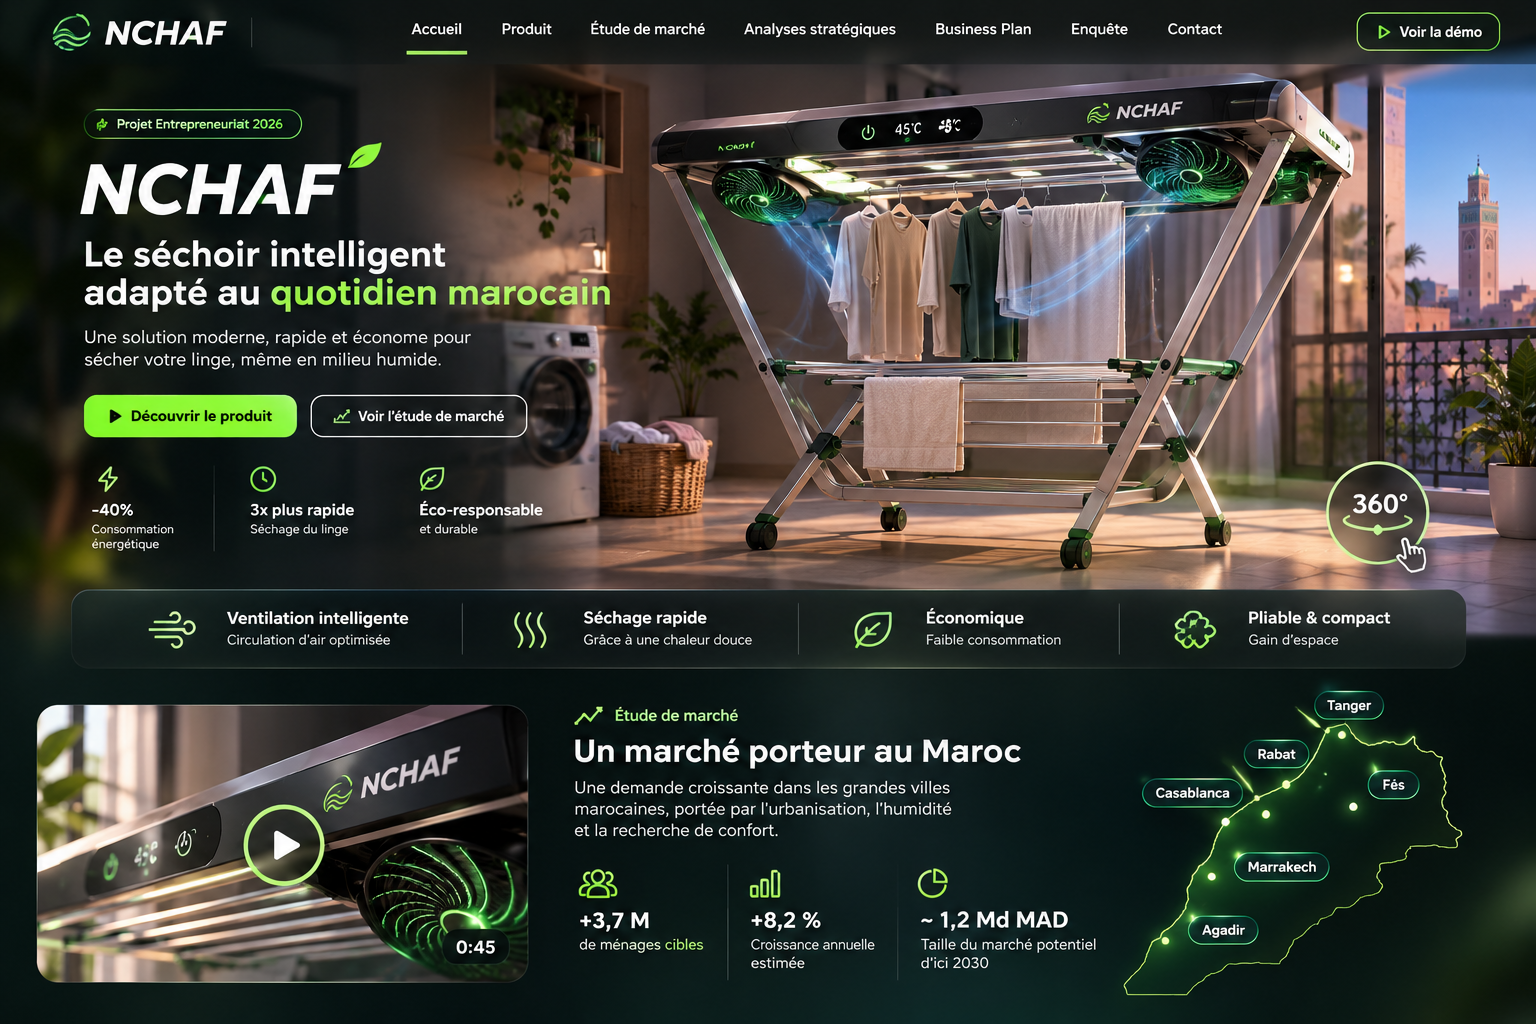 NCHAF
Accueil
Produit
Étude de marché
Analyses stratégiques
Business Plan
Enquête
Contact
Voir la démo
Projet Entrepreneuriat 2026
NCHAF
Le séchoir intelligent
adapté au quotidien marocain
Une solution moderne, rapide et économe pour
sécher votre linge, même en milieu humide.
Découvrir le produit
Voir l'étude de marché
-40%
Consommation
énergétique
3x plus rapide
Séchage du linge
Éco-responsable
et durable
45°C
NCHAF
360°
Ventilation intelligente
Circulation d'air optimisée
Séchage rapide
Grâce à une chaleur douce
Économique
Faible consommation
Pliable & compact
Gain d'espace
NCHAF
0:45
Étude de marché
Un marché porteur au Maroc
Une demande croissante dans les grandes villes
marocaines, portée par l'urbanisation, l'humidité
et la recherche de confort.
+3,7 M
de ménages cibles
+8,2 %
Croissance annuelle
estimée
~ 1,2 Md MAD
Taille du marché potentiel
d'ici 2030
Tanger
Rabat
Casablanca
Fés
Marrakech
Agadir